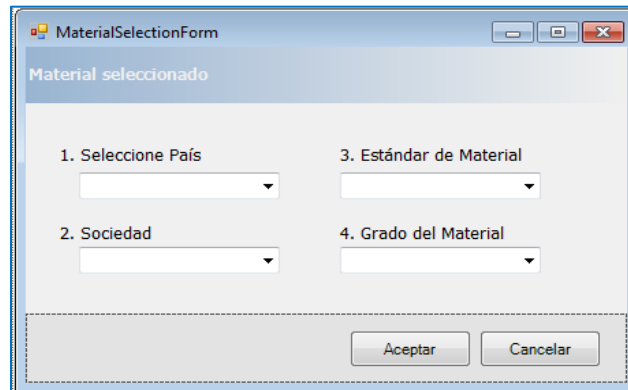 MaterialSelectionForm
Material seleccionado
1. Seleccione País
3. Estándar de Material
2. Sociedad
4. Grado del Material
Aceptar
Cancelar